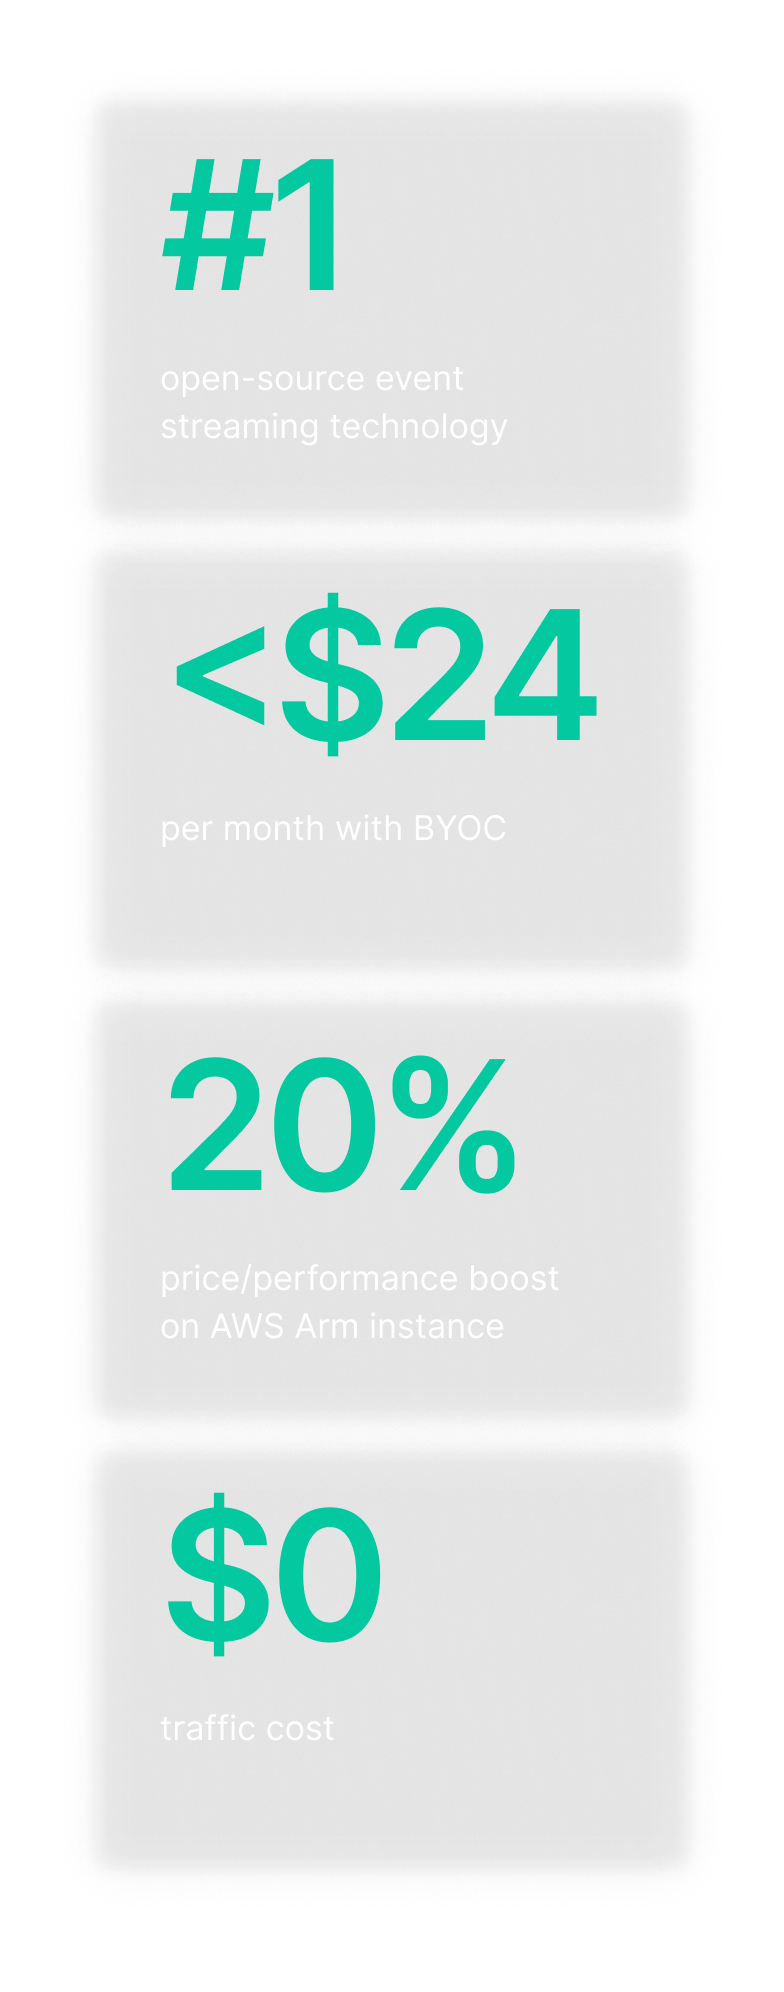 #1
open-source event
streaming technology
<$24
per month with BYOC
20%
price/performance boost
on AWS Arm instance
$0
traffic cost